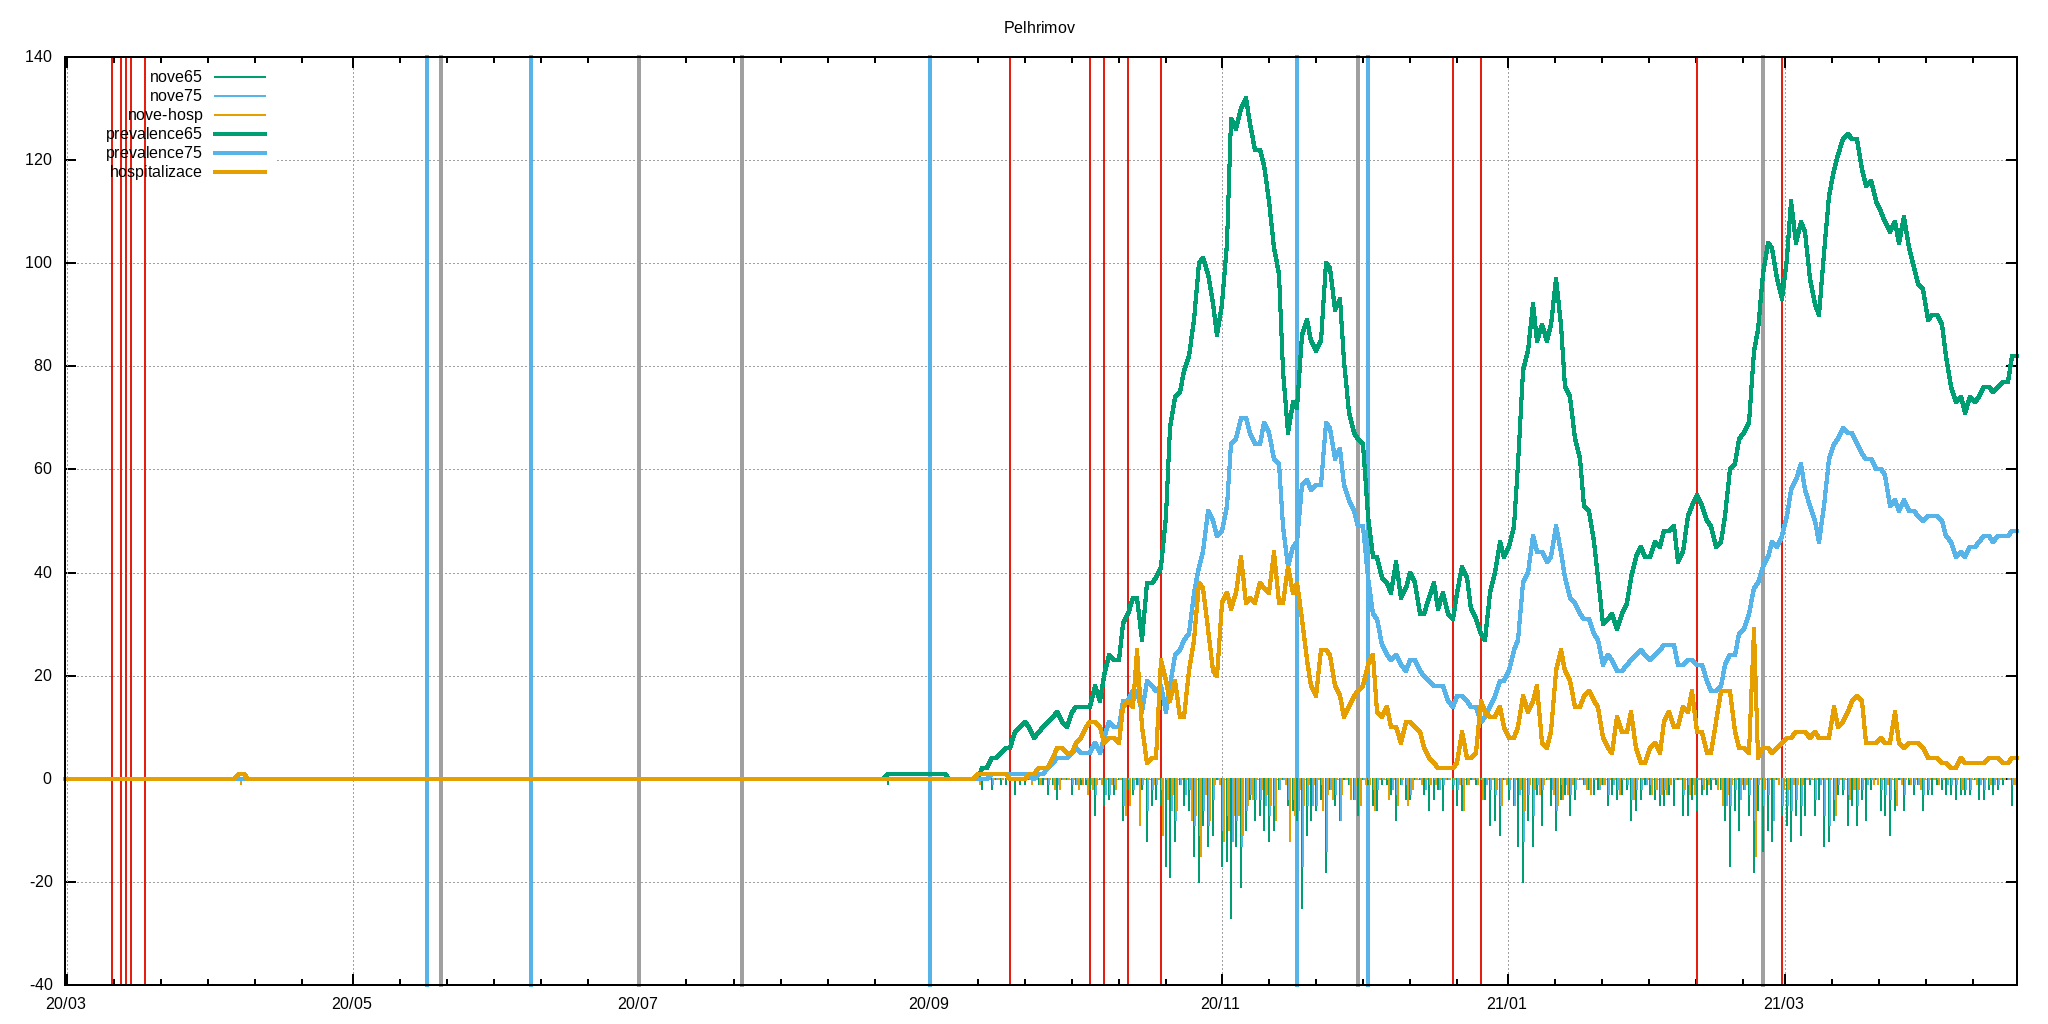 Pelhrimov
140
120
100
80
60
40
20
0
-20
-40
nove65
nove75
nove-hosp
prevalence65
prevalence75
hospitalizace
20/03 20/05 20/07 20/09 20/11 21/01 21/03